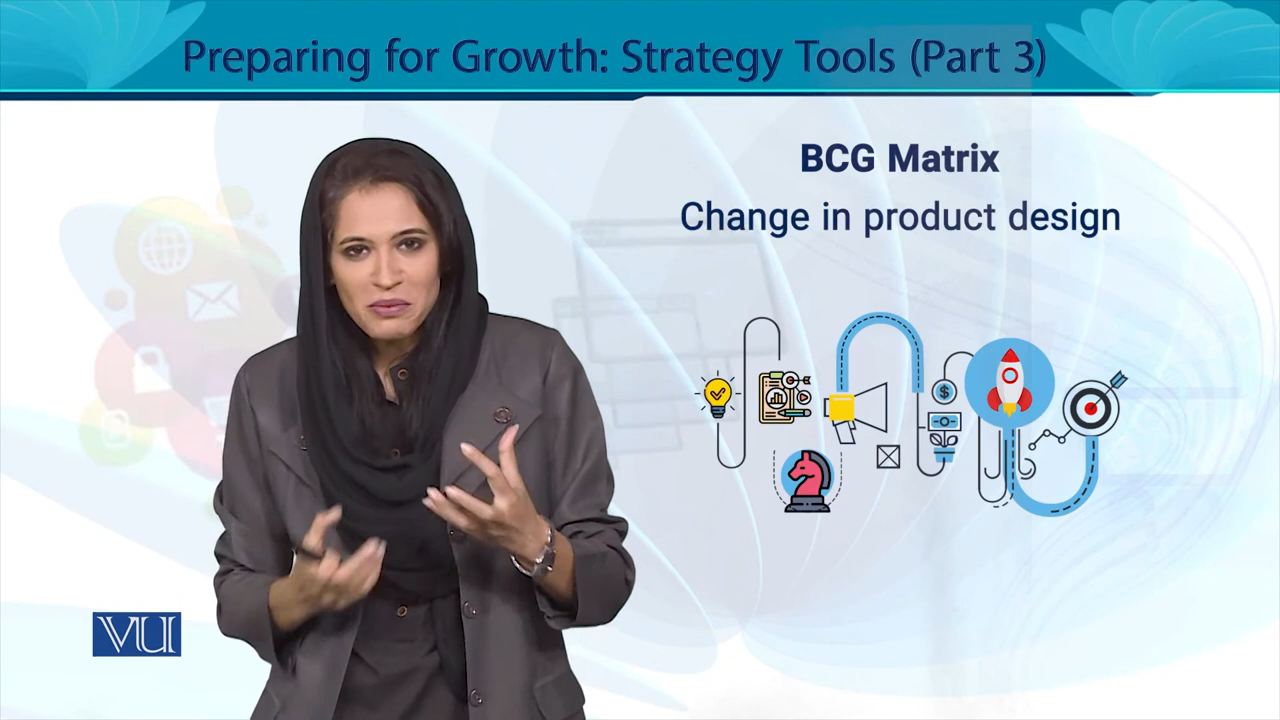 Preparing for Growth: Strategy Tools (Part 3)
BCG Matrix
Change in product design
$
VU